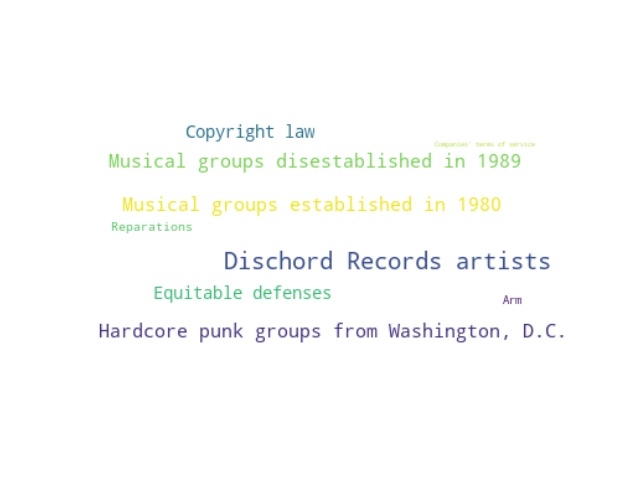 Copyright law
Companies' terms of service
Musical groups disestablished in 1989
Musical groups established in 1980
Reparations
Dischord Records artists
Equitable defenses
Arm
Hardcore punk groups from Washington, D.C.